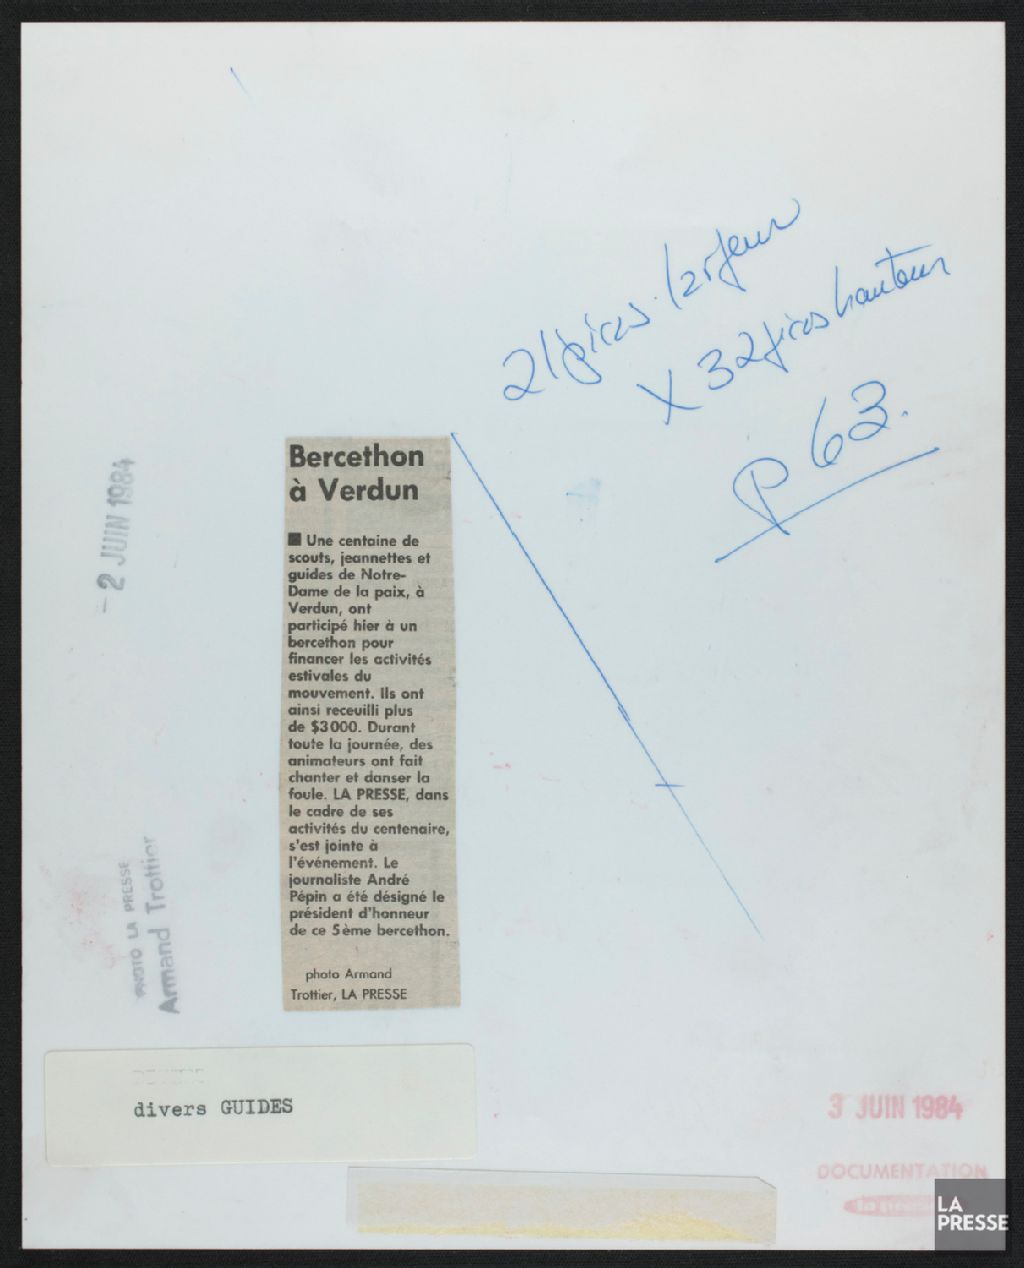 21 picas largeur
X 32 picas hauteur
P 63.
Bercethon
à Verdun
■ Une centaine de
scouts, jeannettes et
guides de Notre-
Dame de la paix, à
Verdun, ont
participé hier à un
bercethon pour
financer les activités
estivales du
mouvement. Ils ont
ainsi receuilli plus
de $3000. Durant
toute la journée, des
animateurs ont fait
chanter et danser la
foule. LA PRESSE, dans
le cadre de ses
activités du centenaire,
s'est jointe à
l'événement. Le
journaliste André
Pépin a été désigné le
président d'honneur
de ce 5ème bercethon.
photo Armand
Trottier, LA PRESSE
- 2 JUIN 1984
PHOTO LA PRESSE
Armand Trottier
divers GUIDES
3 JUIN 1984
DOCUMENTATION
LA
PRESSE